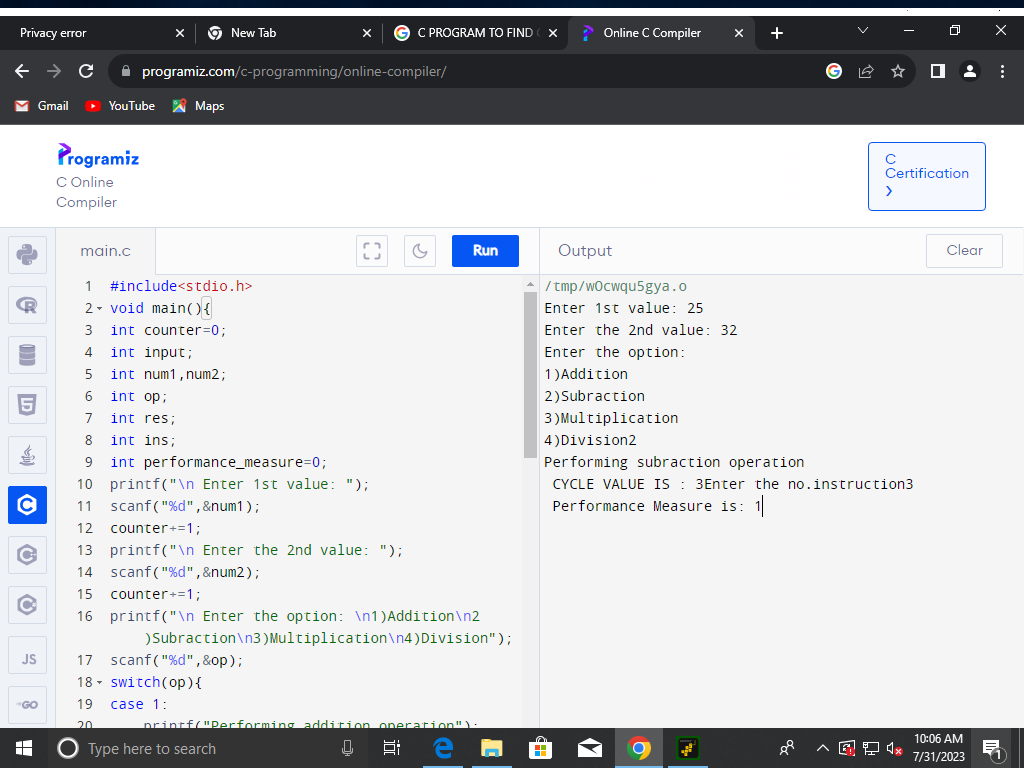 Privacy error
New Tab
C PROGRAM TO FIND
Online C Compiler
programiz.com/c-programming/online-compiler/
Gmail
YouTube
Maps
Programiz
C Online
Compiler
C
Certification
main.c
Run
Output
Clear
1 #include<stdio.h>
2 void main(){
3 int counter=0;
4 int input;
5 int num1,num2;
6 int op;
7 int res;
8 int ins;
9 int performance_measure=0;
10 printf("\n Enter 1st value: ");
11 scanf("%d",&num1);
12 counter+=1;
13 printf("\n Enter the 2nd value: ");
14 scanf("%d",&num2);
15 counter+=1;
16 printf("\n Enter the option: \n1)Addition\n2
)Subraction\n3)Multiplication\n4)Division");
17 scanf("%d",&op);
18 switch(op){
19 case 1:
20 printf("Performing addition operation");
/tmp/wOcwqu5gya.o
Enter 1st value: 25
Enter the 2nd value: 32
Enter the option:
1)Addition
2)Subraction
3)Multiplication
4)Division2
Performing subraction operation
CYCLE VALUE IS : 3Enter the no.instruction3
Performance Measure is: 1
R
JS
GO
Type here to search
10:06 AM
7/31/2023
1